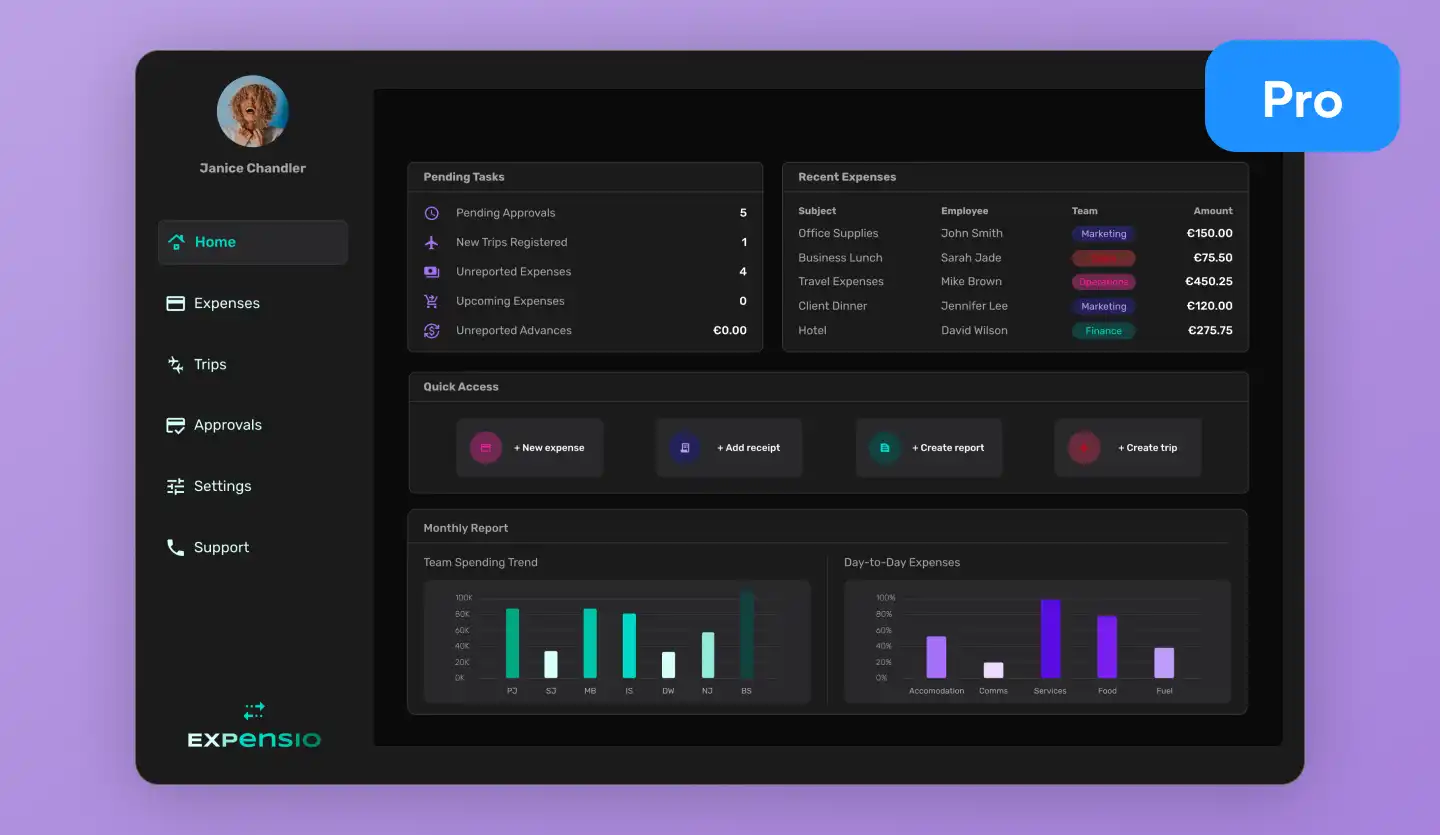 Pro
Janice Chandler
Home
Expenses
Trips
Approvals
Settings
Support
EXPENSIO
Pending Tasks
Pending Approvals 5
New Trips Registered 1
Unreported Expenses 4
Upcoming Expenses 0
Unreported Advances €0.00
Recent Expenses
Subject Employee Team Amount
Office Supplies John Smith Marketing €150.00
Business Lunch Sarah Jade €75.50
Travel Expenses Mike Brown Operations €450.25
Client Dinner Jennifer Lee Marketing €120.00
Hotel David Wilson Finance €275.75
Quick Access
+ New expense
+ Add receipt
+ Create report
+ Create trip
Monthly Report
Team Spending Trend
100K
80K
60K
40K
20K
0K
PJ SJ MB IS DW NJ BS
Day-to-Day Expenses
100%
80%
60%
40%
20%
0%
Accomodation Comms Services Food Fuel